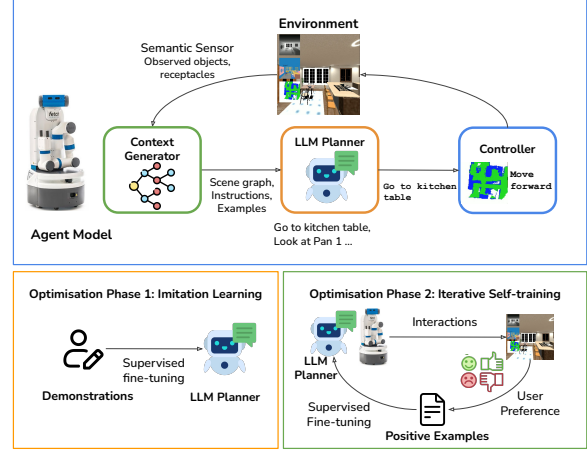 Environment
Semantic Sensor
Observed objects,
receptacles
fetch
Context
Generator
LLM Planner
Controller
Move
forward
Scene graph,
Instructions,
Examples
Go to kitchen
table
Go to kitchen table,
Look at Pan 1 ...
Agent Model
Optimisation Phase 1: Imitation Learning
Supervised
fine-tuning
Demonstrations
LLM Planner
Optimisation Phase 2: Iterative Self-training
Interactions
LLM
Planner
User
Preference
Supervised
Fine-tuning
Positive Examples